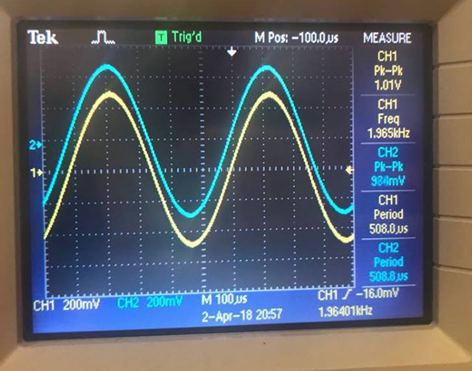 Tek T Trig'd M Pos: -100.0µs MEASURE
CH1
Pk-Pk
1.01V
CH1
Freq
1.965kHz
2
CH2
Pk-Pk
984mV
1
CH1
Period
508.0µs
CH2
Period
508.8µs
CH1 200mV CH2 200mV M 100µs CH1 -16.0mV
2-Apr-18 20:57 1.96401kHz